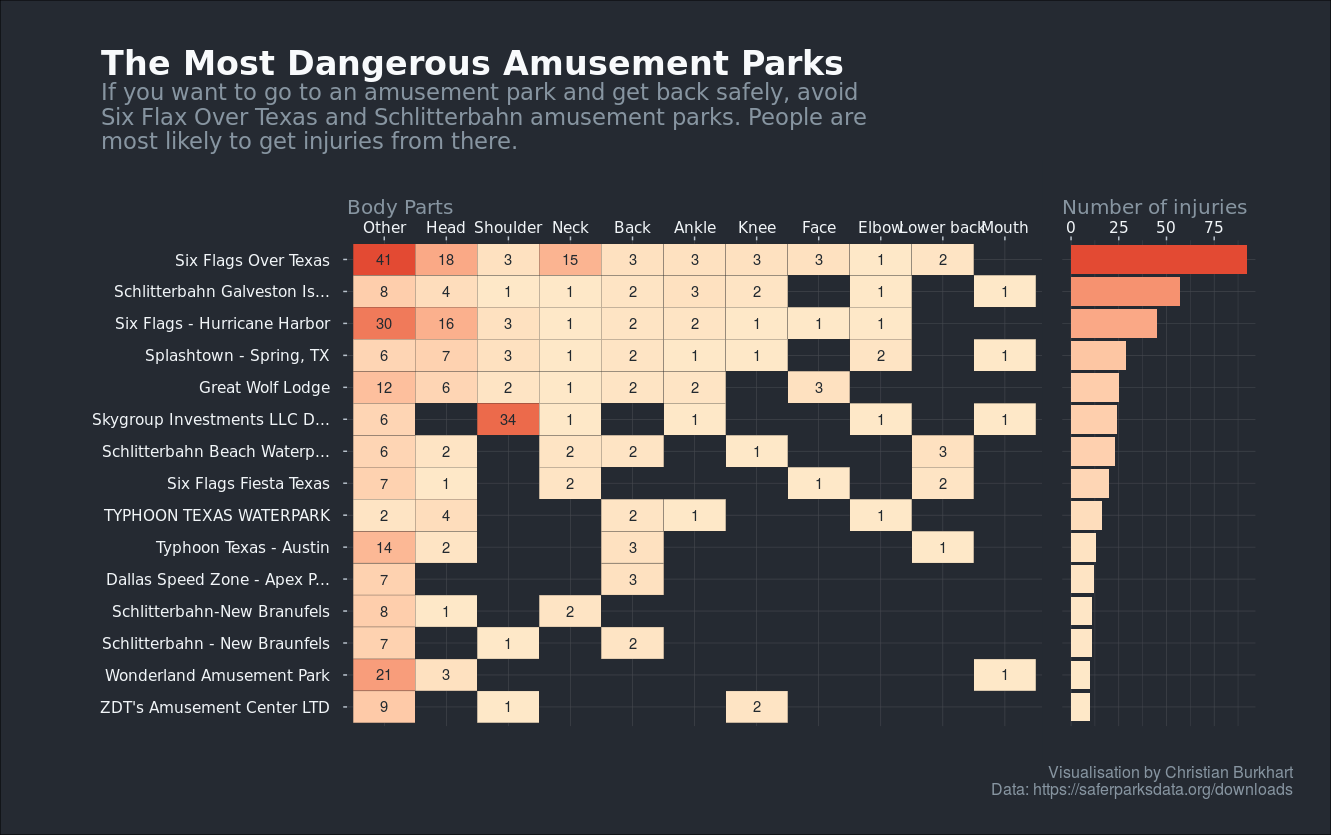 The Most Dangerous Amusement Parks
If you want to go to an amusement park and get back safely, avoid
Six Flax Over Texas and Schlitterbahn amusement parks. People are
most likely to get injuries from there.
Body Parts
Other Head Shoulder Neck Back Ankle Knee Face Elbow Lower back Mouth
Six Flags Over Texas 41 18 3 15 3 3 3 3 1 2
Schlitterbahn Galveston Is... 8 4 1 1 2 3 2 1 1
Six Flags - Hurricane Harbor 30 16 3 1 2 2 1 1 1
Splashtown - Spring, TX 6 7 3 1 2 1 1 2 1
Great Wolf Lodge 12 6 2 1 2 2 3
Skygroup Investments LLC D... 6 34 1 1 1 1
Schlitterbahn Beach Waterp... 6 2 2 2 1 3
Six Flags Fiesta Texas 7 1 2 1 2
TYPHOON TEXAS WATERPARK 2 4 2 1 1
Typhoon Texas - Austin 14 2 3 1
Dallas Speed Zone - Apex P... 7 3
Schlitterbahn-New Branufels 8 1 2
Schlitterbahn - New Braunfels 7 1 2
Wonderland Amusement Park 21 3 1
ZDT's Amusement Center LTD 9 1 2
Number of injuries
0 25 50 75
Visualisation by Christian Burkhart
Data: https://saferparksdata.org/downloads